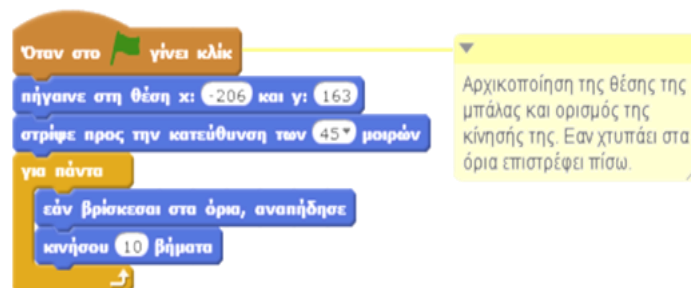 Όταν στο γίνει κλικ
πήγαινε στη θέση x: -206 και y: 163
στρίψε προς την κατεύθυνση των 45 μοιρών
για πάντα
εάν βρίσκεσαι στα όρια, αναπήδησε
κινήσου 10 βήματα
Αρχικοποίηση της θέσης της
μπάλας και ορισμός της
κίνησής της. Εαν χτυπάει στα
όρια επιστρέφει πίσω.